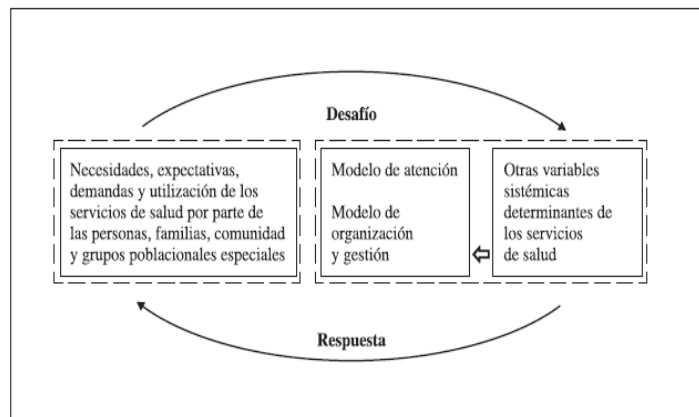 Desafío
Necesidades, expectativas,
demandas y utilización de los
servicios de salud por parte de
las personas, familias, comunidad
y grupos poblacionales especiales
Modelo de atención
Modelo de
organización
y gestión
Otras variables
sistémicas
determinantes de
los servicios
de salud
Respuesta